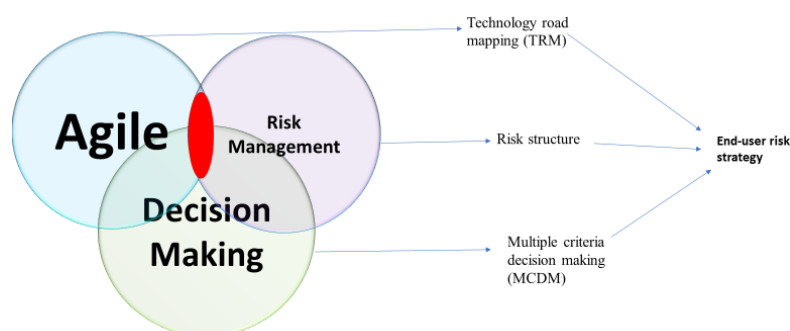 Technology road
mapping (TRM)
Agile
Risk
Management
Risk structure
End-user risk
strategy
Decision
Making
Multiple criteria
decision making
(MCDM)